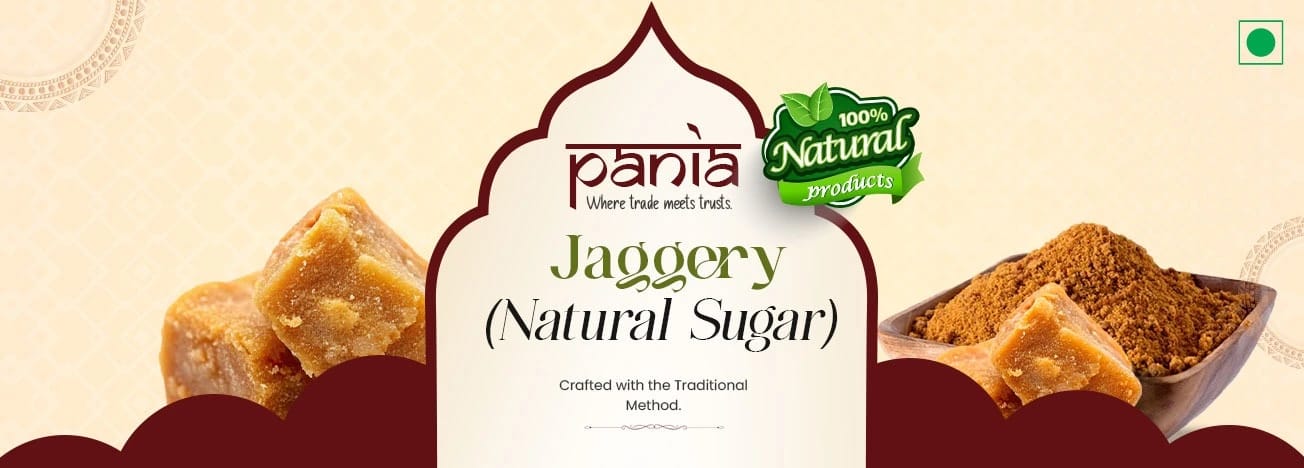 pania
Where trade meets trusts.
100%
Natural
products
Jaggery
(Natural Sugar)
Crafted with the Traditional
Method.